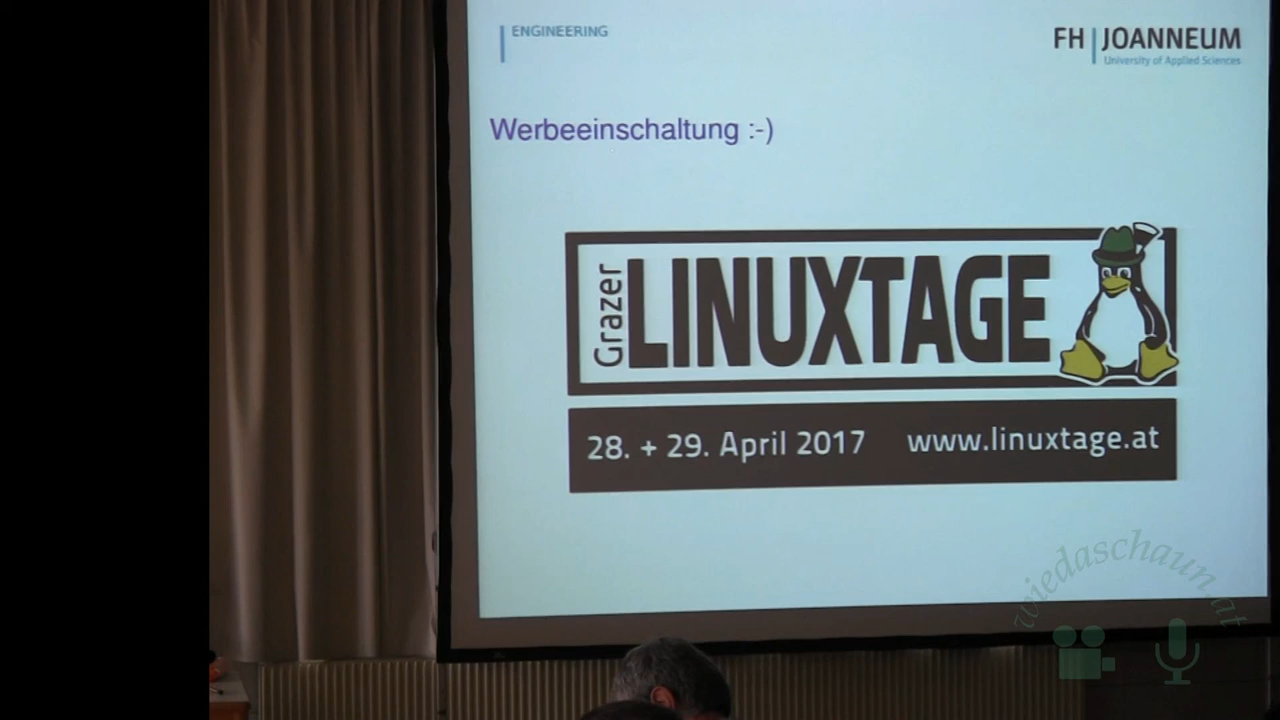 ENGINEERING
FH | JOANNEUM
University of Applied Sciences
Werbeeinschaltung :-)
Grazer
LINUXTAGE
28. + 29. April 2017 www.linuxtage.at
wiedaschaun.at